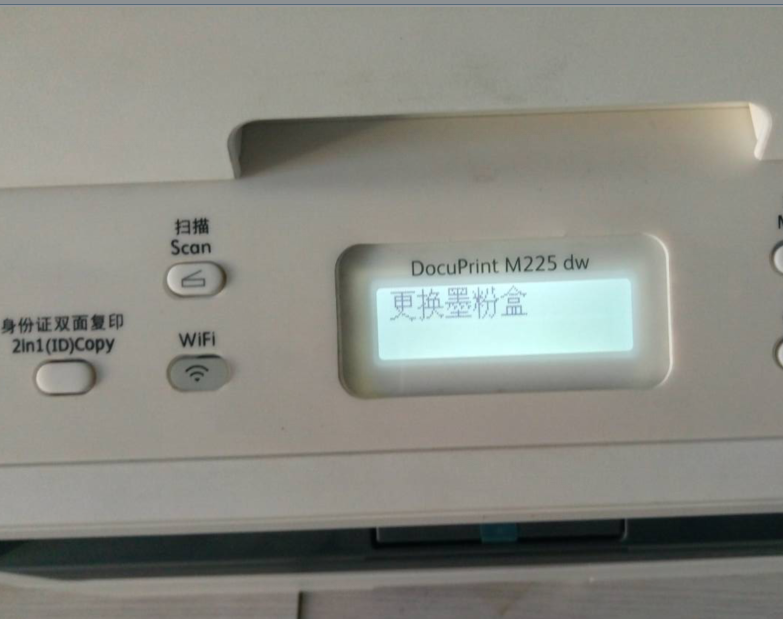 扫描
Scan
DocuPrint M225 dw
更换墨粉盒
身份证双面复印
2in1(ID)Copy
WiFi